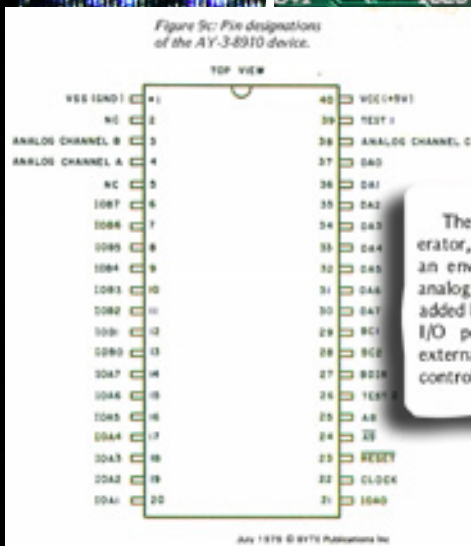 Figure 9c: Pin designations
of the AY-3-8910 device.
TOP VIEW
VSS (GND) 1 40 VCC (+5V)
NC 2 39 TEST 1
ANALOG CHANNEL B 3 38 ANALOG CHANNEL C
ANALOG CHANNEL A 4 37 DA0
NC 5 36 DA1
IOB7 6 35 DA2
IOB6 7 34 DA3
IOB5 8 33 DA4
IOB4 9 32 DA5
IOB3 10 31 DA6
IOB2 11 30 DA7
IOB1 12 29 BC1
IOB0 13 28 BC2
IOA7 14 27 BDIR
IOA6 15 26 TEST
IOA5 16 25 A8
IOA4 17 24 A9
IOA3 18 23 RESET
IOA2 19 22 CLOCK
IOA1 20 21 IOA0
July 1979 © BYTE Publications Inc
The
erator,
an env
analog
added
I/O p
extern
control